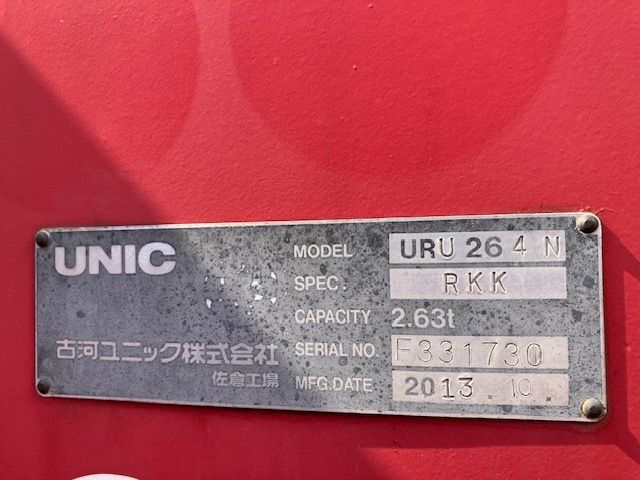 UNIC
古河ユニック株式会社
佐倉工場
MODEL URU 264N
SPEC. RKK
CAPACITY 2.63t
SERIAL NO. F331730
MFG.DATE 2013.10.